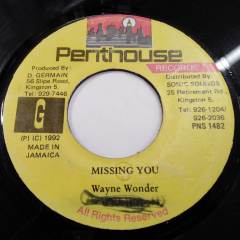 Penthouse
RECORDS
Produced By:
D. GERMAIN
56 Slipe Road,
Kingston 5.
Tel: 929-7446
Distributed By:
SONIC SOUNDS
25 Retirement Rd.
Kingston 5.
Tel: 926-1204/
926-2036
PNS 1482
G
(P) (C) 1992
MADE IN
JAMAICA
MISSING YOU
Wayne Wonder
All Rights Reserved